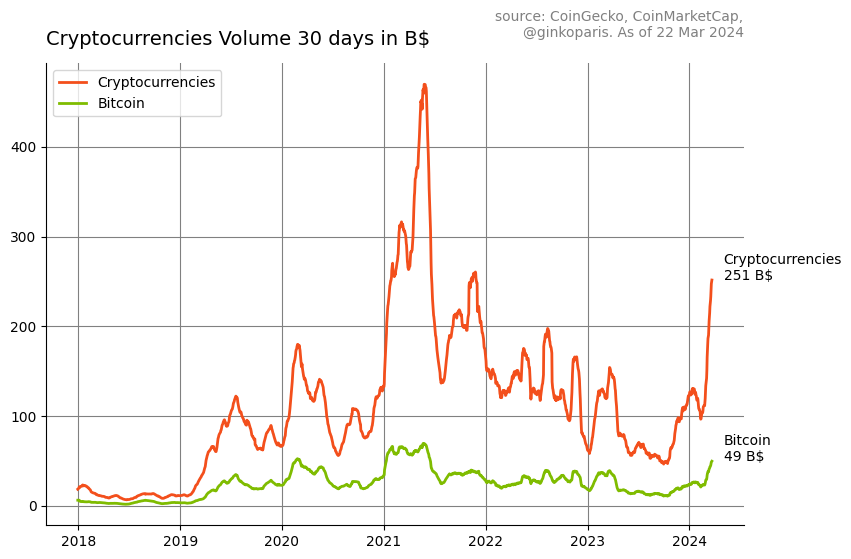 source: CoinGecko, CoinMarketCap,
@ginkoparis. As of 22 Mar 2024
Cryptocurrencies Volume 30 days in B$
Cryptocurrencies
Bitcoin
400
300
200
100
0
Cryptocurrencies
251 B$
Bitcoin
49 B$
2018
2019
2020
2021
2022
2023
2024